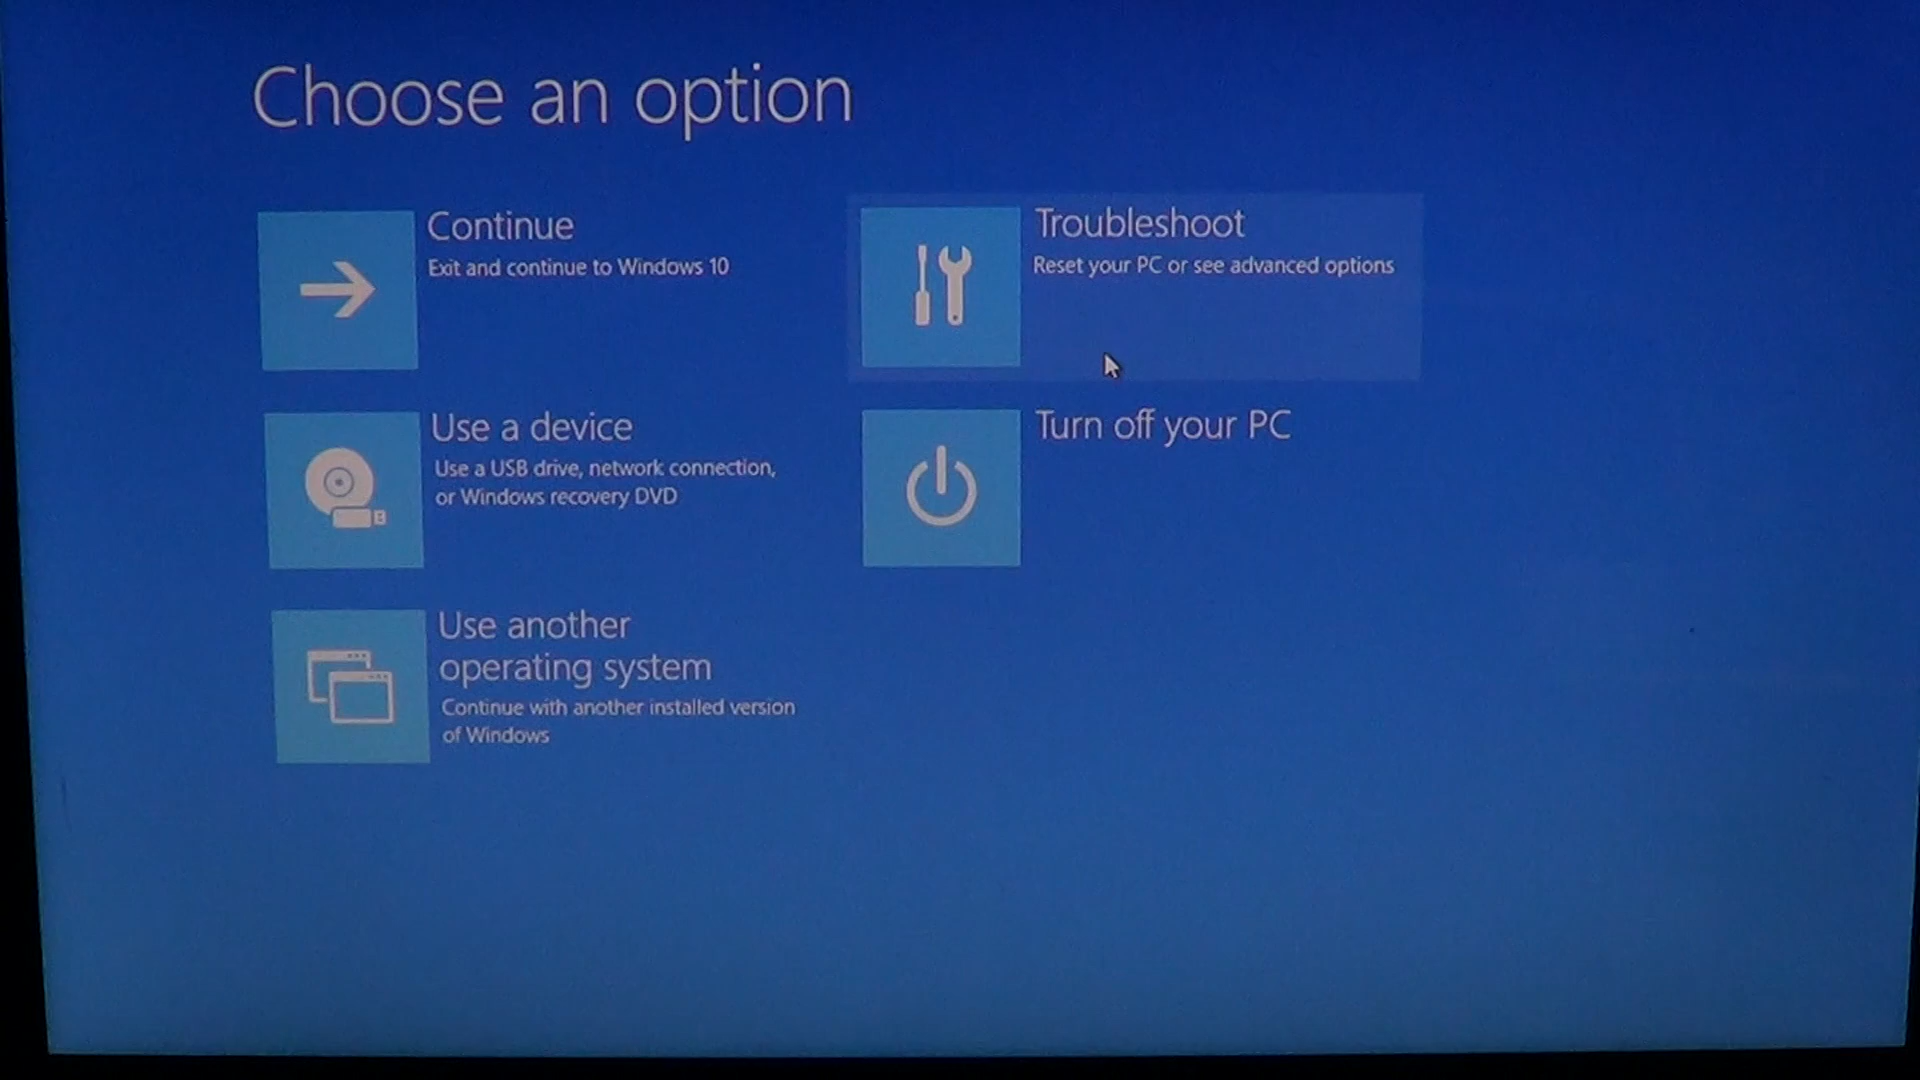 Choose an option
Continue
Exit and continue to Windows 10
Troubleshoot
Reset your PC or see advanced options
Use a device
Use a USB drive, network connection,
or Windows recovery DVD
Turn off your PC
Use another
operating system
Continue with another installed version
of Windows